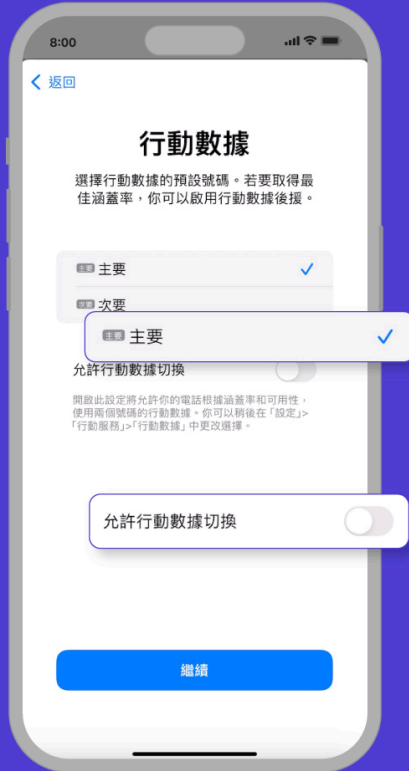 8:00
返回
行動數據
選擇行動數據的預設號碼。若要取得最
佳涵蓋率，你可以啟用行動數據後援。
主要 主要
次要 次要
主要 主要
允許行動數據切換
開啟此設定將允許你的電話根據涵蓋率和可用性，
使用兩個號碼的行動數據。你可以稍後在「設定」>
「行動服務」>「行動數據」中更改選擇。
允許行動數據切換
繼續